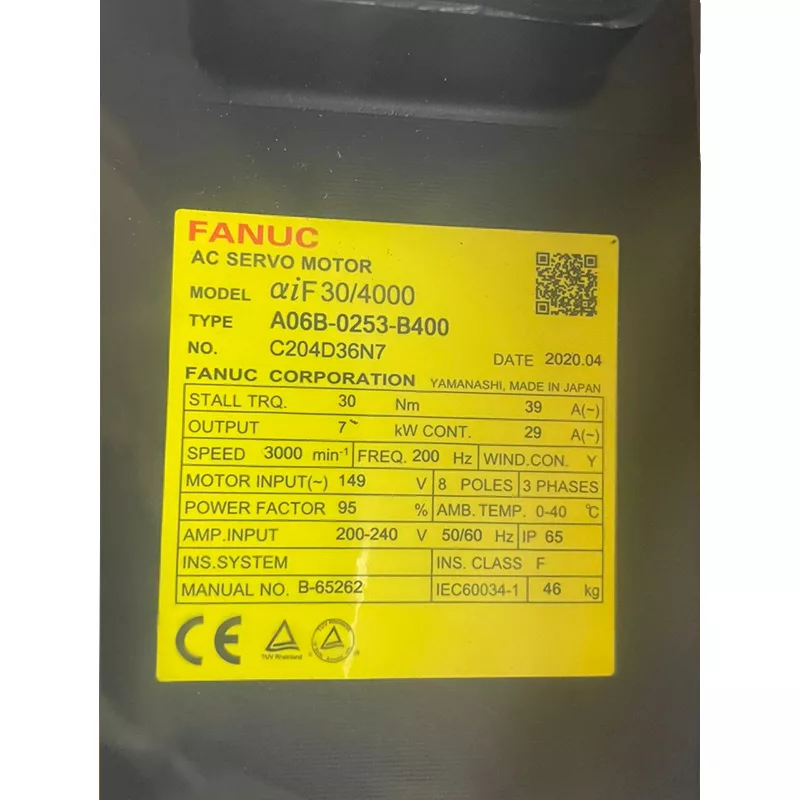 FANUC
AC SERVO MOTOR
MODEL αiF30/4000
TYPE A06B-0253-B400
NO. C204D36N7
DATE 2020.04
FANUC CORPORATION YAMANASHI, MADE IN JAPAN
STALL TRQ. 30 Nm 39 A(~)
OUTPUT 7 kW CONT. 29 A(~)
SPEED 3000 min-1 FREQ. 200 Hz WIND.CON. Y
MOTOR INPUT(~) 149 V 8 POLES 3 PHASES
POWER FACTOR 95 % AMB. TEMP. 0-40 ℃
AMP.INPUT 200-240 V 50/60 Hz IP 65
INS.SYSTEM INS. CLASS F
MANUAL NO. B-65262 IEC60034-1 46 kg
CE
TUV Rheinland